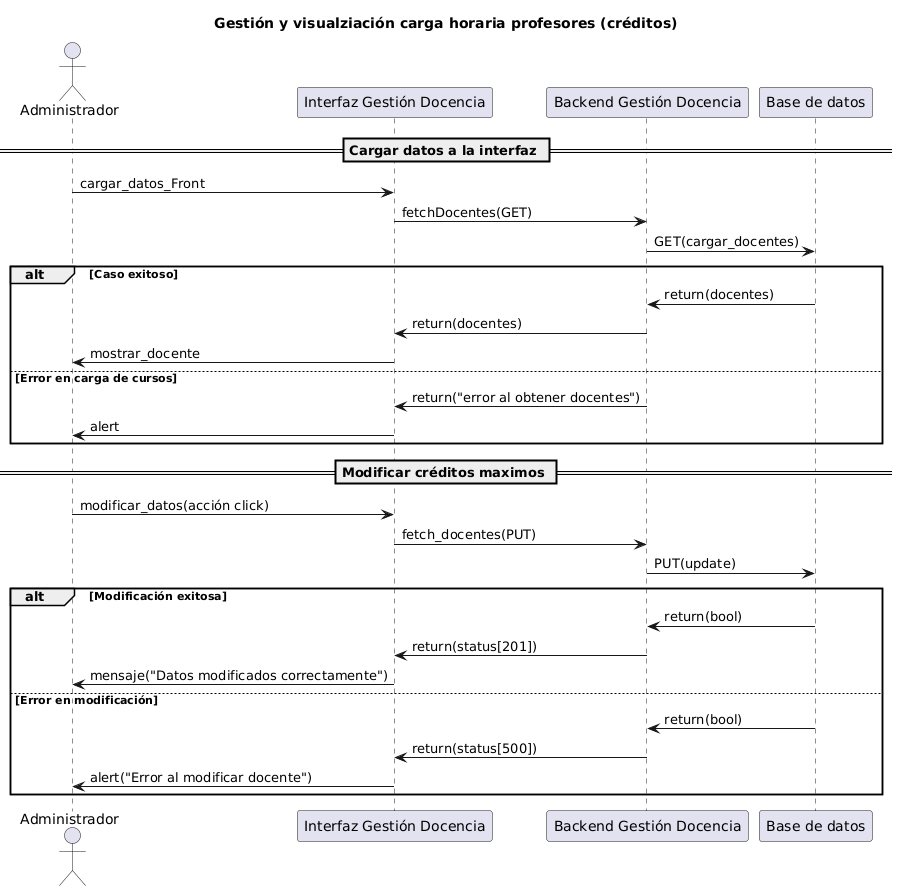 Gestión y visualziación carga horaria profesores (créditos)
Administrador
Interfaz Gestión Docencia
Backend Gestión Docencia
Base de datos
Cargar datos a la interfaz
cargar_datos_Front
fetchDocentes(GET)
GET(cargar_docentes)
alt
[Caso exitoso]
return(docentes)
return(docentes)
mostrar_docente
[Error en carga de cursos]
return("error al obtener docentes")
alert
Modificar créditos maximos
modificar_datos(acción click)
fetch_docentes(PUT)
PUT(update)
alt
[Modificación exitosa]
return(bool)
return(status[201])
mensaje("Datos modificados correctamente")
[Error en modificación]
return(bool)
return(status[500])
alert("Error al modificar docente")
Administrador
Interfaz Gestión Docencia
Backend Gestión Docencia
Base de datos